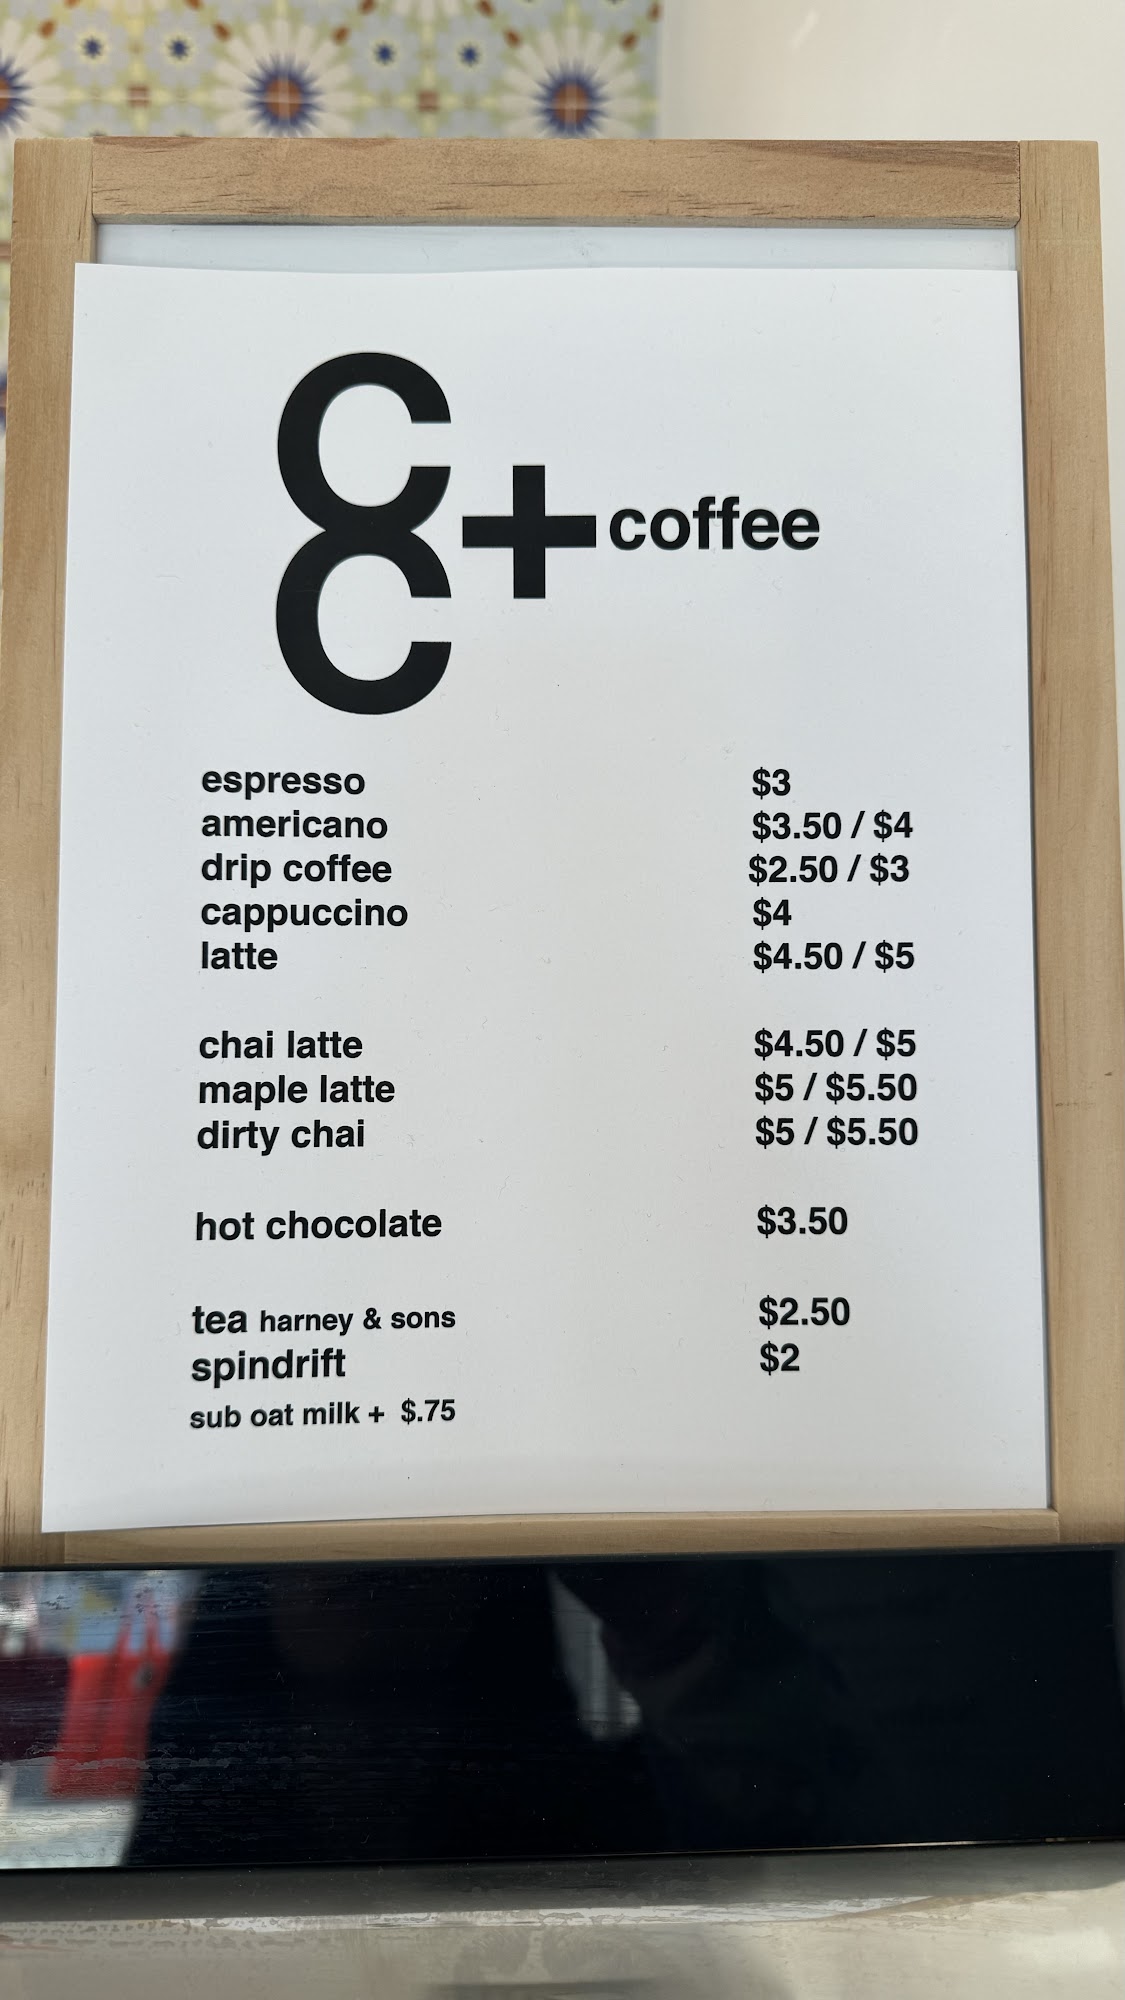 C
C + coffee
espresso $3
americano $3.50 / $4
drip coffee $2.50 / $3
cappuccino $4
latte $4.50 / $5
chai latte $4.50 / $5
maple latte $5 / $5.50
dirty chai $5 / $5.50
hot chocolate $3.50
tea harney & sons $2.50
spindrift $2
sub oat milk + $.75